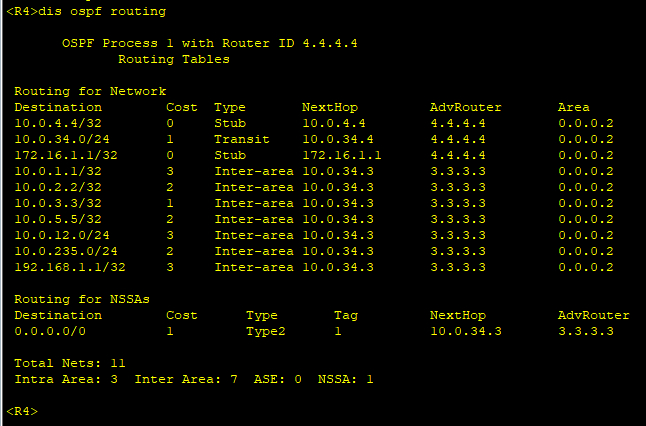 <R4>dis ospf routing
OSPF Process 1 with Router ID 4.4.4.4
Routing Tables
Routing for Network
Destination Cost Type NextHop AdvRouter Area
10.0.4.4/32 0 Stub 10.0.4.4 4.4.4.4 0.0.0.2
10.0.34.0/24 1 Transit 10.0.34.4 4.4.4.4 0.0.0.2
172.16.1.1/32 0 Stub 172.16.1.1 4.4.4.4 0.0.0.2
10.0.1.1/32 3 Inter-area 10.0.34.3 3.3.3.3 0.0.0.2
10.0.2.2/32 2 Inter-area 10.0.34.3 3.3.3.3 0.0.0.2
10.0.3.3/32 1 Inter-area 10.0.34.3 3.3.3.3 0.0.0.2
10.0.5.5/32 2 Inter-area 10.0.34.3 3.3.3.3 0.0.0.2
10.0.12.0/24 3 Inter-area 10.0.34.3 3.3.3.3 0.0.0.2
10.0.235.0/24 2 Inter-area 10.0.34.3 3.3.3.3 0.0.0.2
192.168.1.1/32 3 Inter-area 10.0.34.3 3.3.3.3 0.0.0.2
Routing for NSSAs
Destination Cost Type Tag NextHop AdvRouter
0.0.0.0/0 1 Type2 1 10.0.34.3 3.3.3.3
Total Nets: 11
Intra Area: 3 Inter Area: 7 ASE: 0 NSSA: 1
<R4>